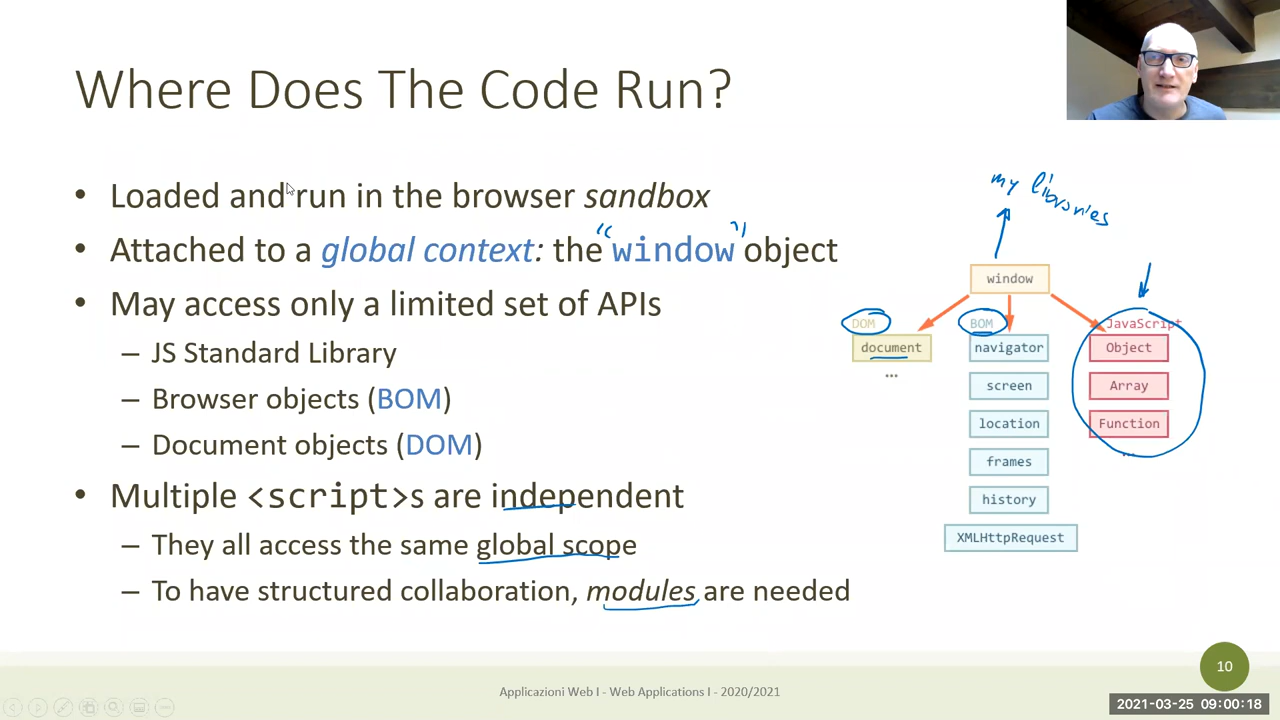 Where Does The Code Run?
• Loaded and run in the browser sandbox
• Attached to a global context: the "window" object
• May access only a limited set of APIs
– JS Standard Library
– Browser objects (BOM)
– Document objects (DOM)
• Multiple <script>s are independent
– They all access the same global scope
– To have structured collaboration, modules are needed
my libraries
window
DOM
BOM
JavaScript
document
navigator
Object
...
screen
Array
location
Function
...
frames
history
XMLHttpRequest
10
Applicazioni Web I - Web Applications I - 2020/2021
2021-03-25 09:00:18